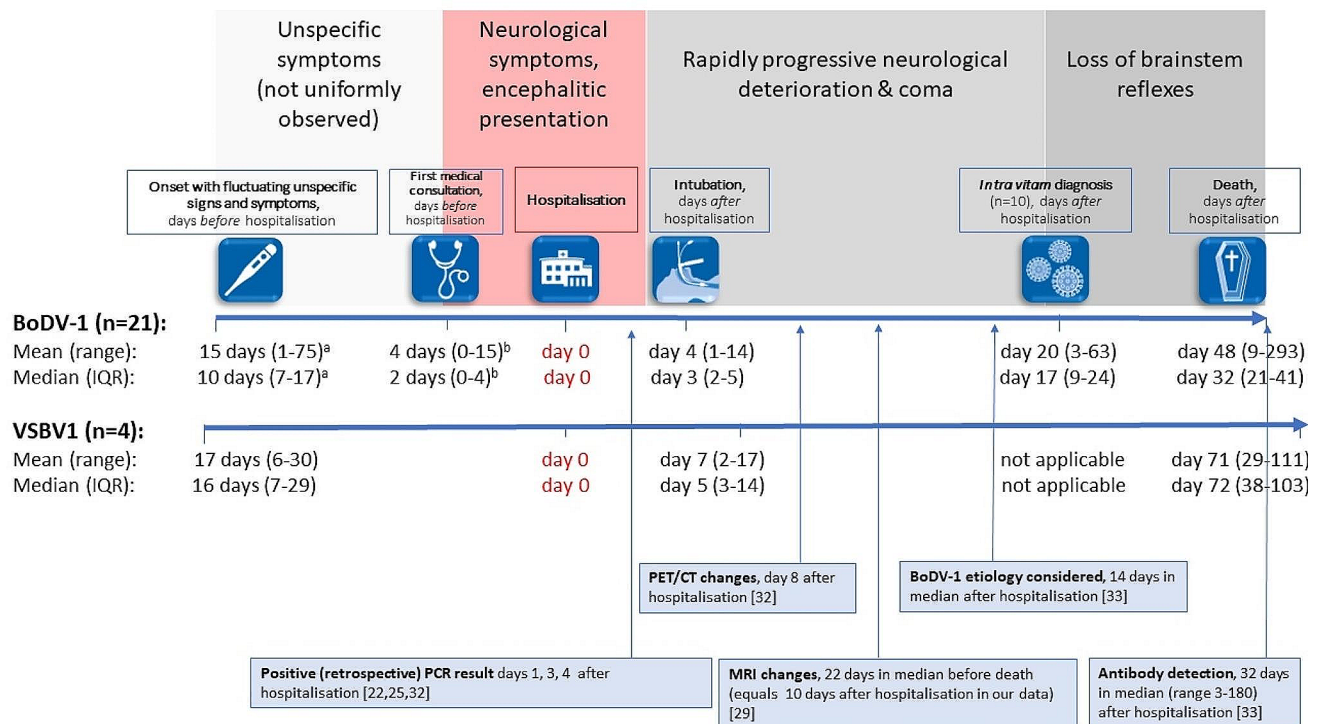 Unspecific
symptoms
(not uniformly
observed)
Neurological
symptoms,
encephalitic
presentation
Rapidly progressive neurological
deterioration & coma
Loss of brainstem
reflexes
Onset with fluctuating unspecific
signs and symptoms,
days before hospitalisation
First medical
consultation,
days before
hospitalisation
Hospitalisation
Intubation,
days after
hospitalisation
Intra vitam diagnosis
(n=10), days after
hospitalisation
Death,
days after
hospitalisation
BoDV-1 (n=21):
Mean (range): 15 days (1-75)ᵃ 4 days (0-15)ᵇ day 0 day 4 (1-14) day 20 (3-63) day 48 (9-293)
Median (IQR): 10 days (7-17)ᵃ 2 days (0-4)ᵇ day 0 day 3 (2-5) day 17 (9-24) day 32 (21-41)
VSBV1 (n=4):
Mean (range): 17 days (6-30) day 0 day 7 (2-17) not applicable day 71 (29-111)
Median (IQR): 16 days (7-29) day 0 day 5 (3-14) not applicable day 72 (38-103)
PET/CT changes, day 8 after
hospitalisation [32]
BoDV-1 etiology considered, 14 days in
median after hospitalisation [33]
Positive (retrospective) PCR result days 1, 3, 4 after
hospitalisation [22,25,32]
MRI changes, 22 days in median before death
(equals 10 days after hospitalisation in our data)
[29]
Antibody detection, 32 days
in median (range 3-180)
after hospitalisation [33]